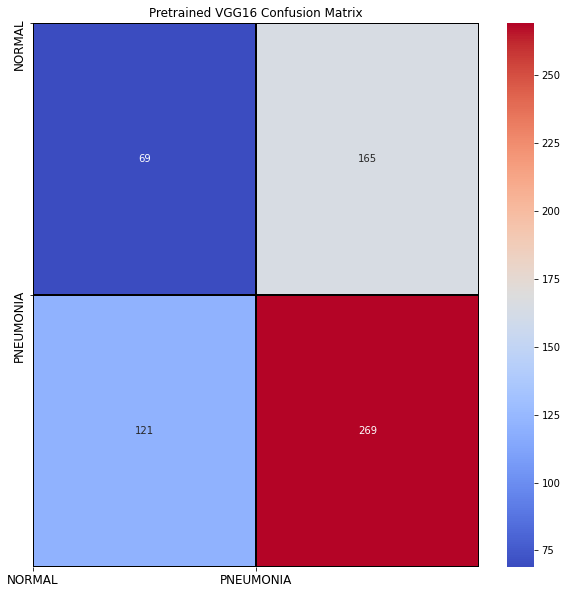 Pretrained VGG16 Confusion Matrix
NORMAL
PNEUMONIA
69
165
121
269
NORMAL
PNEUMONIA
250
225
200
175
150
125
100
75